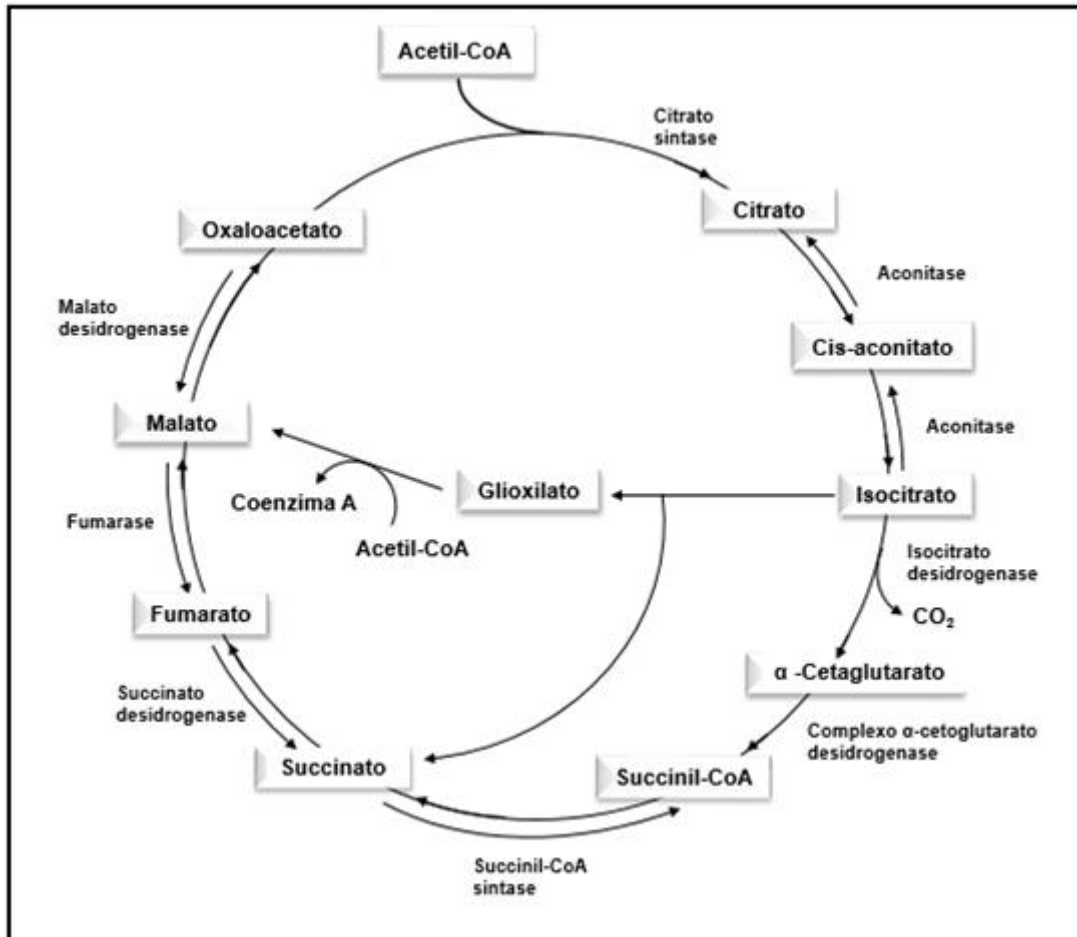 Acetil-CoA
Citrato
sintase
Citrato
Oxaloacetato
Aconitase
Malato
desidrogenase
Cis-aconitato
Malato
Aconitase
Glioxilato
Isocitrato
Coenzima A
Acetil-CoA
Fumarase
Isocitrato
desidrogenase
CO₂
Fumarato
α -Cetaglutarato
Succinato
desidrogenase
Complexo α-cetoglutarato
desidrogenase
Succinato
Succinil-CoA
Succinil-CoA
sintase